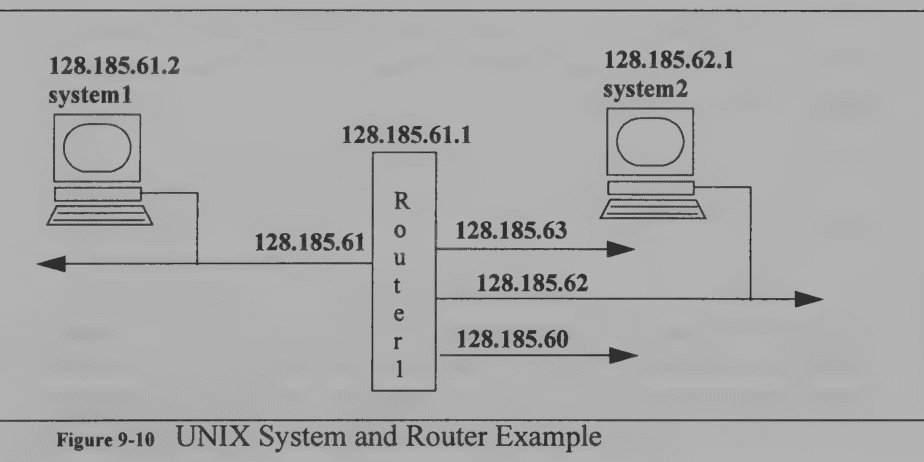 128.185.61.2
system1
128.185.62.1
system2
128.185.61.1
Router1
128.185.61
128.185.63
128.185.62
128.185.60
Figure 9-10 UNIX System and Router Example